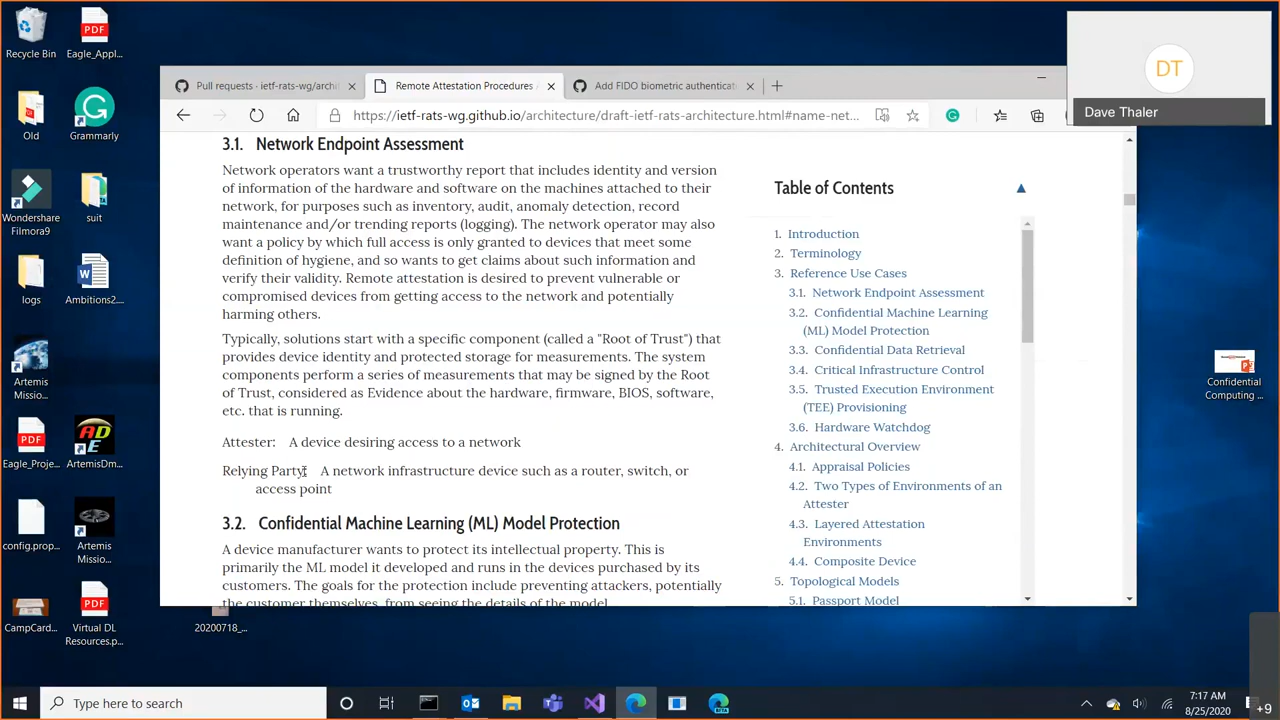 Recycle Bin
Eagle_Appl...
Old
Grammarly
Wondershare
Filmora9
suit
logs
Ambitions2...
Artemis
Missio...
Eagle_Proje...
ArtemisDm...
config.prop...
Artemis
Missio...
CampCard...
Virtual DL
Resources.p...
20200718_...
Confidential
Computing ...
Pull requests · ietf-rats-wg/archi
Remote Attestation Procedures
Add FIDO biometric authenticat
https://ietf-rats-wg.github.io/architecture/draft-ietf-rats-architecture.html#name-net...
DT
Dave Thaler
3.1. Network Endpoint Assessment
Network operators want a trustworthy report that includes identity and version
of information of the hardware and software on the machines attached to their
network, for purposes such as inventory, audit, anomaly detection, record
maintenance and/or trending reports (logging). The network operator may also
want a policy by which full access is only granted to devices that meet some
definition of hygiene, and so wants to get claims about such information and
verify their validity. Remote attestation is desired to prevent vulnerable or
compromised devices from getting access to the network and potentially
harming others.
Typically, solutions start with a specific component (called a "Root of Trust") that
provides device identity and protected storage for measurements. The system
components perform a series of measurements that may be signed by the Root
of Trust, considered as Evidence about the hardware, firmware, BIOS, software,
etc. that is running.
Attester: A device desiring access to a network
Relying Party: A network infrastructure device such as a router, switch, or
access point
3.2. Confidential Machine Learning (ML) Model Protection
A device manufacturer wants to protect its intellectual property. This is
primarily the ML model it developed and runs in the devices purchased by its
customers. The goals for the protection include preventing attackers, potentially
the customer themselves, from seeing the details of the model.
Table of Contents
1. Introduction
2. Terminology
3. Reference Use Cases
3.1. Network Endpoint Assessment
3.2. Confidential Machine Learning
(ML) Model Protection
3.3. Confidential Data Retrieval
3.4. Critical Infrastructure Control
3.5. Trusted Execution Environment
(TEE) Provisioning
3.6. Hardware Watchdog
4. Architectural Overview
4.1. Appraisal Policies
4.2. Two Types of Environments of an
Attester
4.3. Layered Attestation
Environments
4.4. Composite Device
5. Topological Models
5.1. Passport Model
Type here to search
7:17 AM
8/25/2020
+9